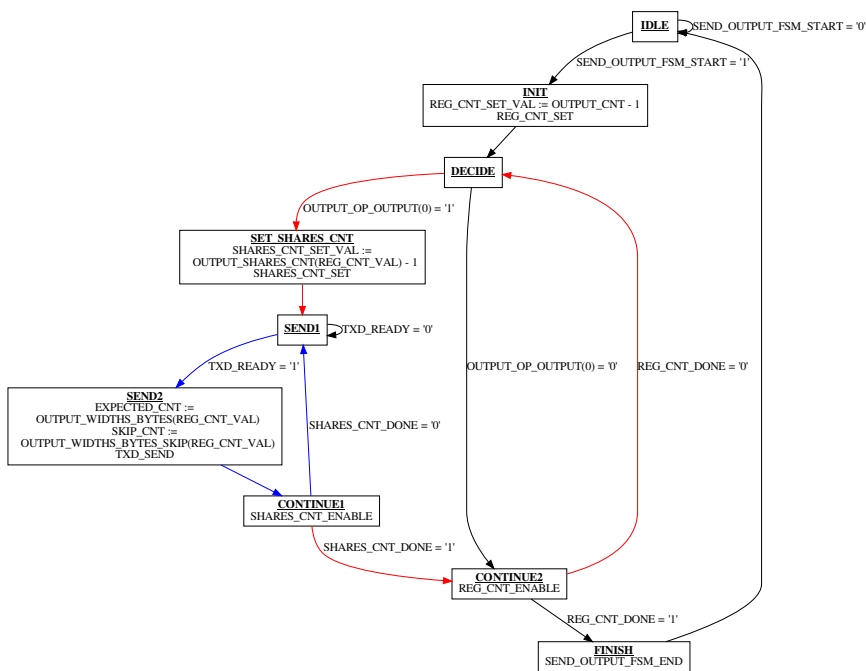 IDLE
SEND_OUTPUT_FSM_START = '0'
SEND_OUTPUT_FSM_START = '1'
INIT
REG_CNT_SET_VAL := OUTPUT_CNT - 1
REG_CNT_SET
DECIDE
OUTPUT_OP_OUTPUT(0) = '1'
SET_SHARES_CNT
SHARES_CNT_SET_VAL :=
OUTPUT_SHARES_CNT(REG_CNT_VAL) - 1
SHARES_CNT_SET
SEND1
TXD_READY = '0'
TXD_READY = '1'
OUTPUT_OP_OUTPUT(0) = '0'
REG_CNT_DONE = '0'
SEND2
EXPECTED_CNT :=
OUTPUT_WIDTHS_BYTES(REG_CNT_VAL)
SKIP_CNT :=
OUTPUT_WIDTHS_BYTES_SKIP(REG_CNT_VAL)
TXD_SEND
SHARES_CNT_DONE = '0'
CONTINUE1
SHARES_CNT_ENABLE
SHARES_CNT_DONE = '1'
CONTINUE2
REG_CNT_ENABLE
REG_CNT_DONE = '1'
FINISH
SEND_OUTPUT_FSM_END